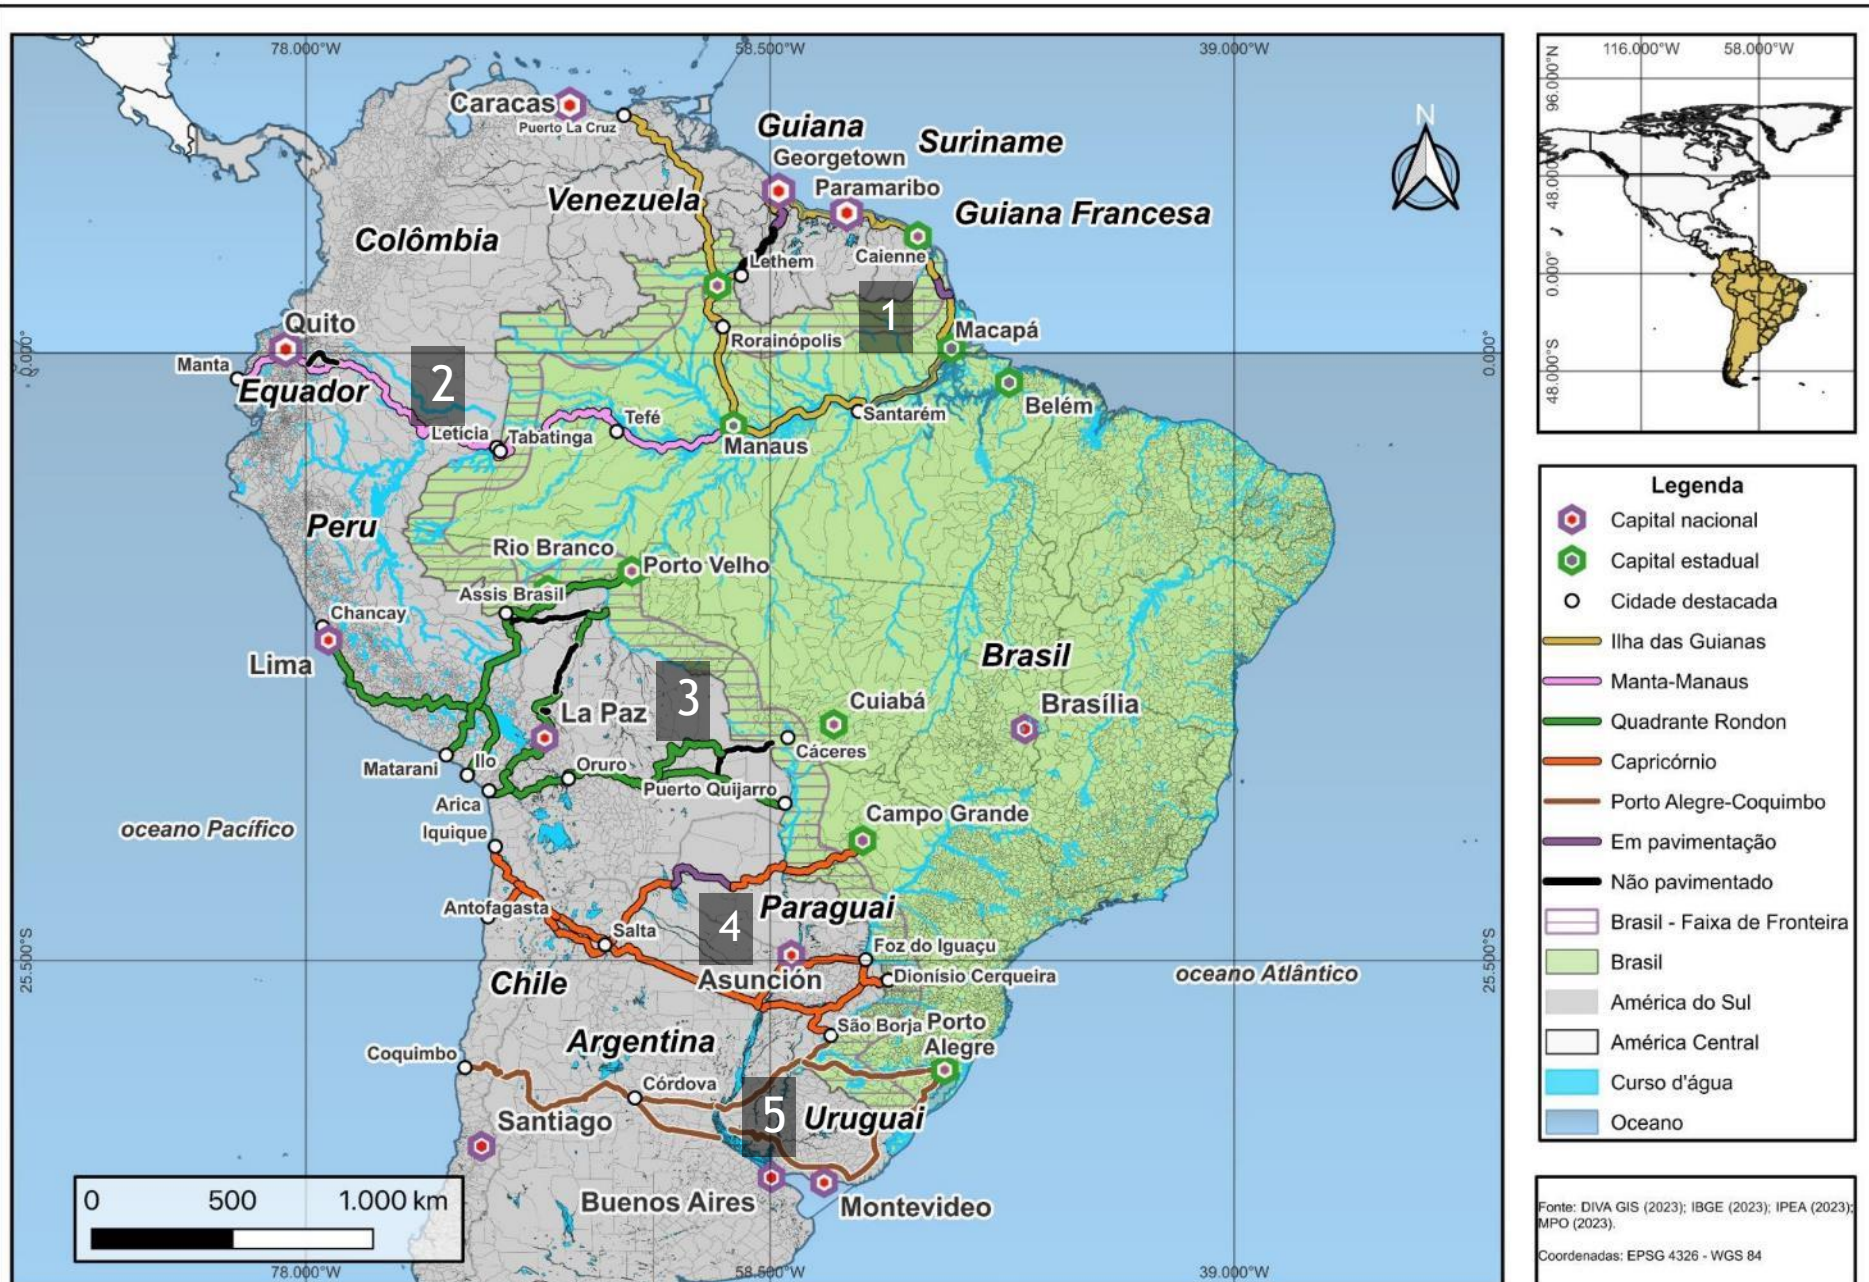 78.000°W
58.500°W
39.000°W
Caracas
Puerto La Cruz
Guiana
Georgetown
Suriname
Paramaribo
Venezuela
Guiana Francesa
Colômbia
Lethem
Caienne
N
1
Quito
Macapá
Rorainópolis
0.000°
Manta
0.000°
Equador
2
Belém
Santarém
Tefé
Leticia
Tabatinga
Manaus
Peru
Rio Branco
Porto Velho
Assis Brasil
Chancay
Lima
Brasil
3
Cuiabá
Brasília
La Paz
Cáceres
Matarani
Ilo
Oruro
Puerto Quijarro
Arica
Campo Grande
oceano Pacífico
Iquique
Antofagasta
4
Paraguai
Salta
Foz do Iguaçu
25.500°S
25.500°S
Chile
Asunción
Dionísio Cerqueira
oceano Atlântico
São Borja
Porto
Alegre
Argentina
Coquimbo
Córdova
5
Uruguai
Santiago
Buenos Aires
Montevideo
0
500
1.000 km
78.000°W
58.500°W
39.000°W
116.000°W
58.000°W
96.000°N
48.000°N
0.000°
48.000°S
Legenda
Capital nacional
Capital estadual
Cidade destacada
Ilha das Guianas
Manta-Manaus
Quadrante Rondon
Capricórnio
Porto Alegre-Coquimbo
Em pavimentação
Não pavimentado
Brasil - Faixa de Fronteira
Brasil
América do Sul
América Central
Curso d'água
Oceano
Fonte: DIVA GIS (2023); IBGE (2023); IPEA (2023);
MPO (2023).
Coordenadas: EPSG 4326 - WGS 84